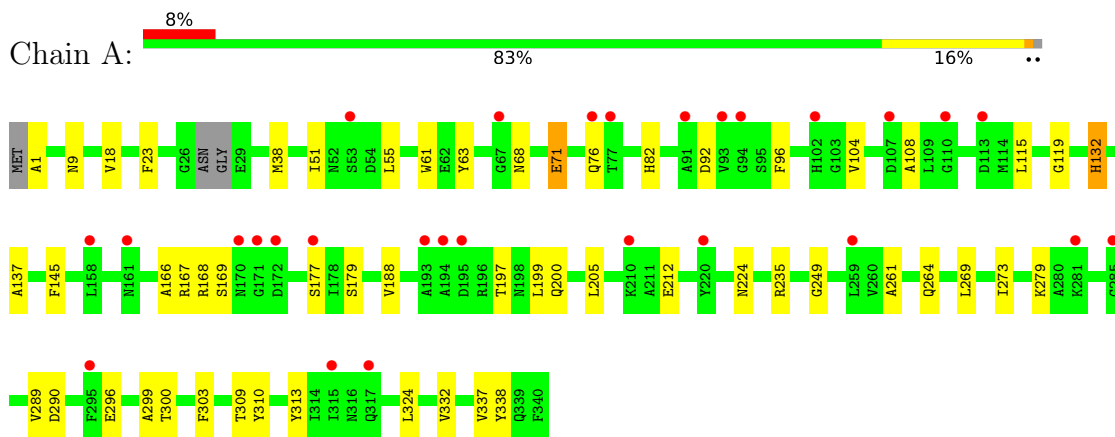 8%
Chain A:
83% 16% ..
MET A1 N9 V18 F23 G26 ASN GLY E29 M38 I51 N52 S53 D54 L55 W61 E62 Y63 G67 N68 E71 Q76 T77 H82 A91 D92 V93 G94 S95 F96 H102 G103 V104 D107 A108 L109 G110 D113 M114 L115 G119 H132
A137 F145 L158 N161 A166 R167 R168 S169 N170 G171 D172 S177 I178 S179 V188 A193 A194 D195 R196 T197 N198 L199 Q200 L205 K210 A211 E212 Y220 N224 R235 G249 L259 V260 A261 Q264 L269 I273 K279 A280 K281 G285
V289 D290 F295 E296 A299 T300 F303 T309 Y310 Y313 I314 I315 N316 Q317 L324 V332 V337 Y338 Q339 F340